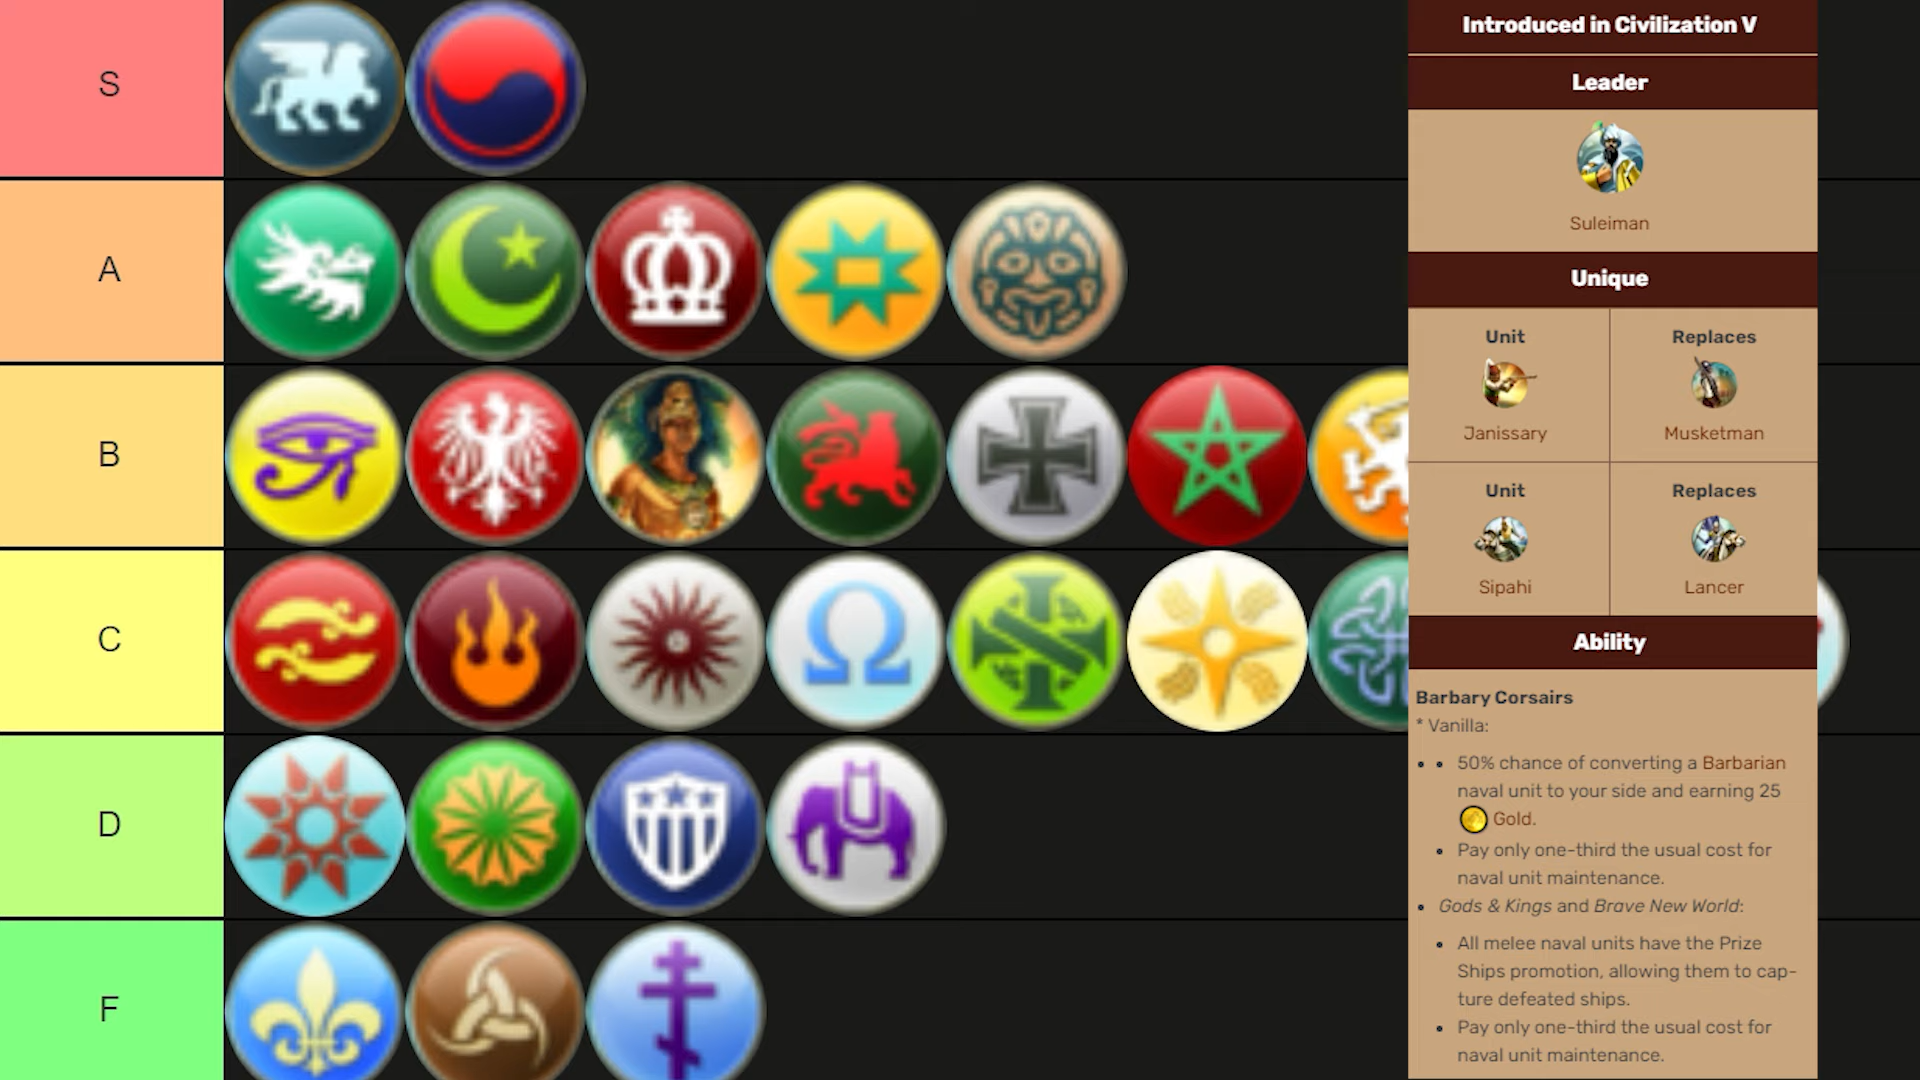 S
A
B
C
D
F
Introduced in Civilization V
Leader
Suleiman
Unique
Unit
Replaces
Janissary
Musketman
Unit
Replaces
Sipahi
Lancer
Ability
Barbary Corsairs
* Vanilla:
50% chance of converting a Barbarian
naval unit to your side and earning 25
Gold.
Pay only one-third the usual cost for
naval unit maintenance.
Gods & Kings and Brave New World:
All melee naval units have the Prize
Ships promotion, allowing them to cap-
ture defeated ships.
Pay only one-third the usual cost for
naval unit maintenance.